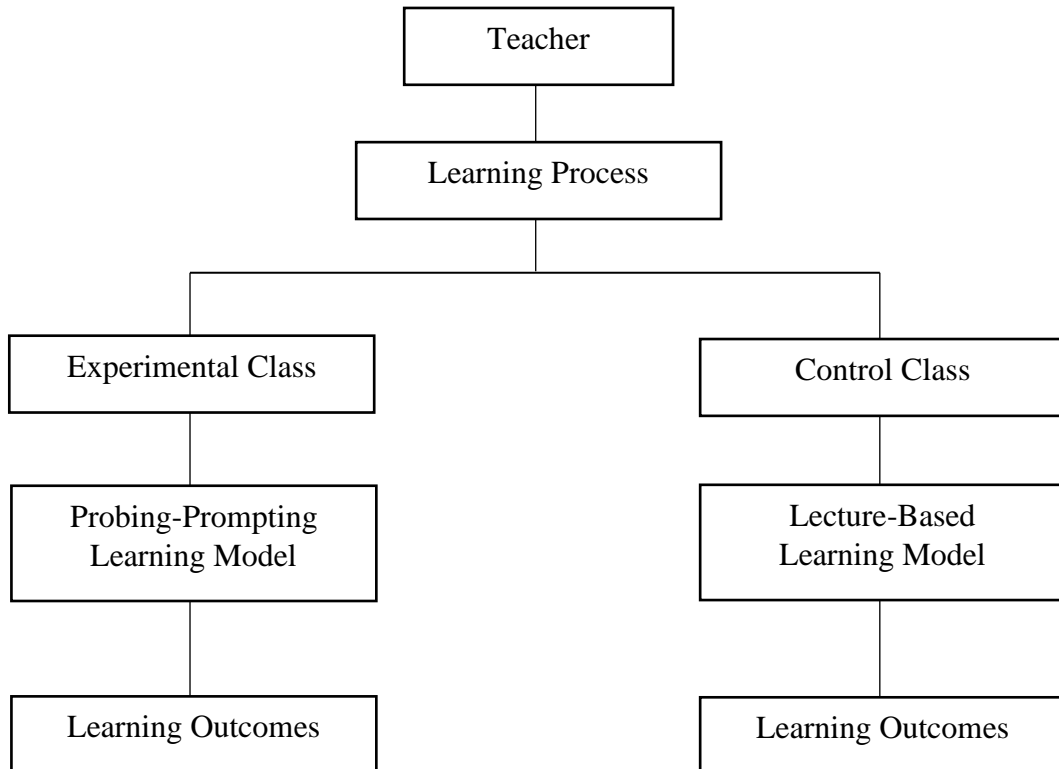 Teacher
Learning Process
Experimental Class
Control Class
Probing-Prompting
Learning Model
Lecture-Based
Learning Model
Learning Outcomes
Learning Outcomes